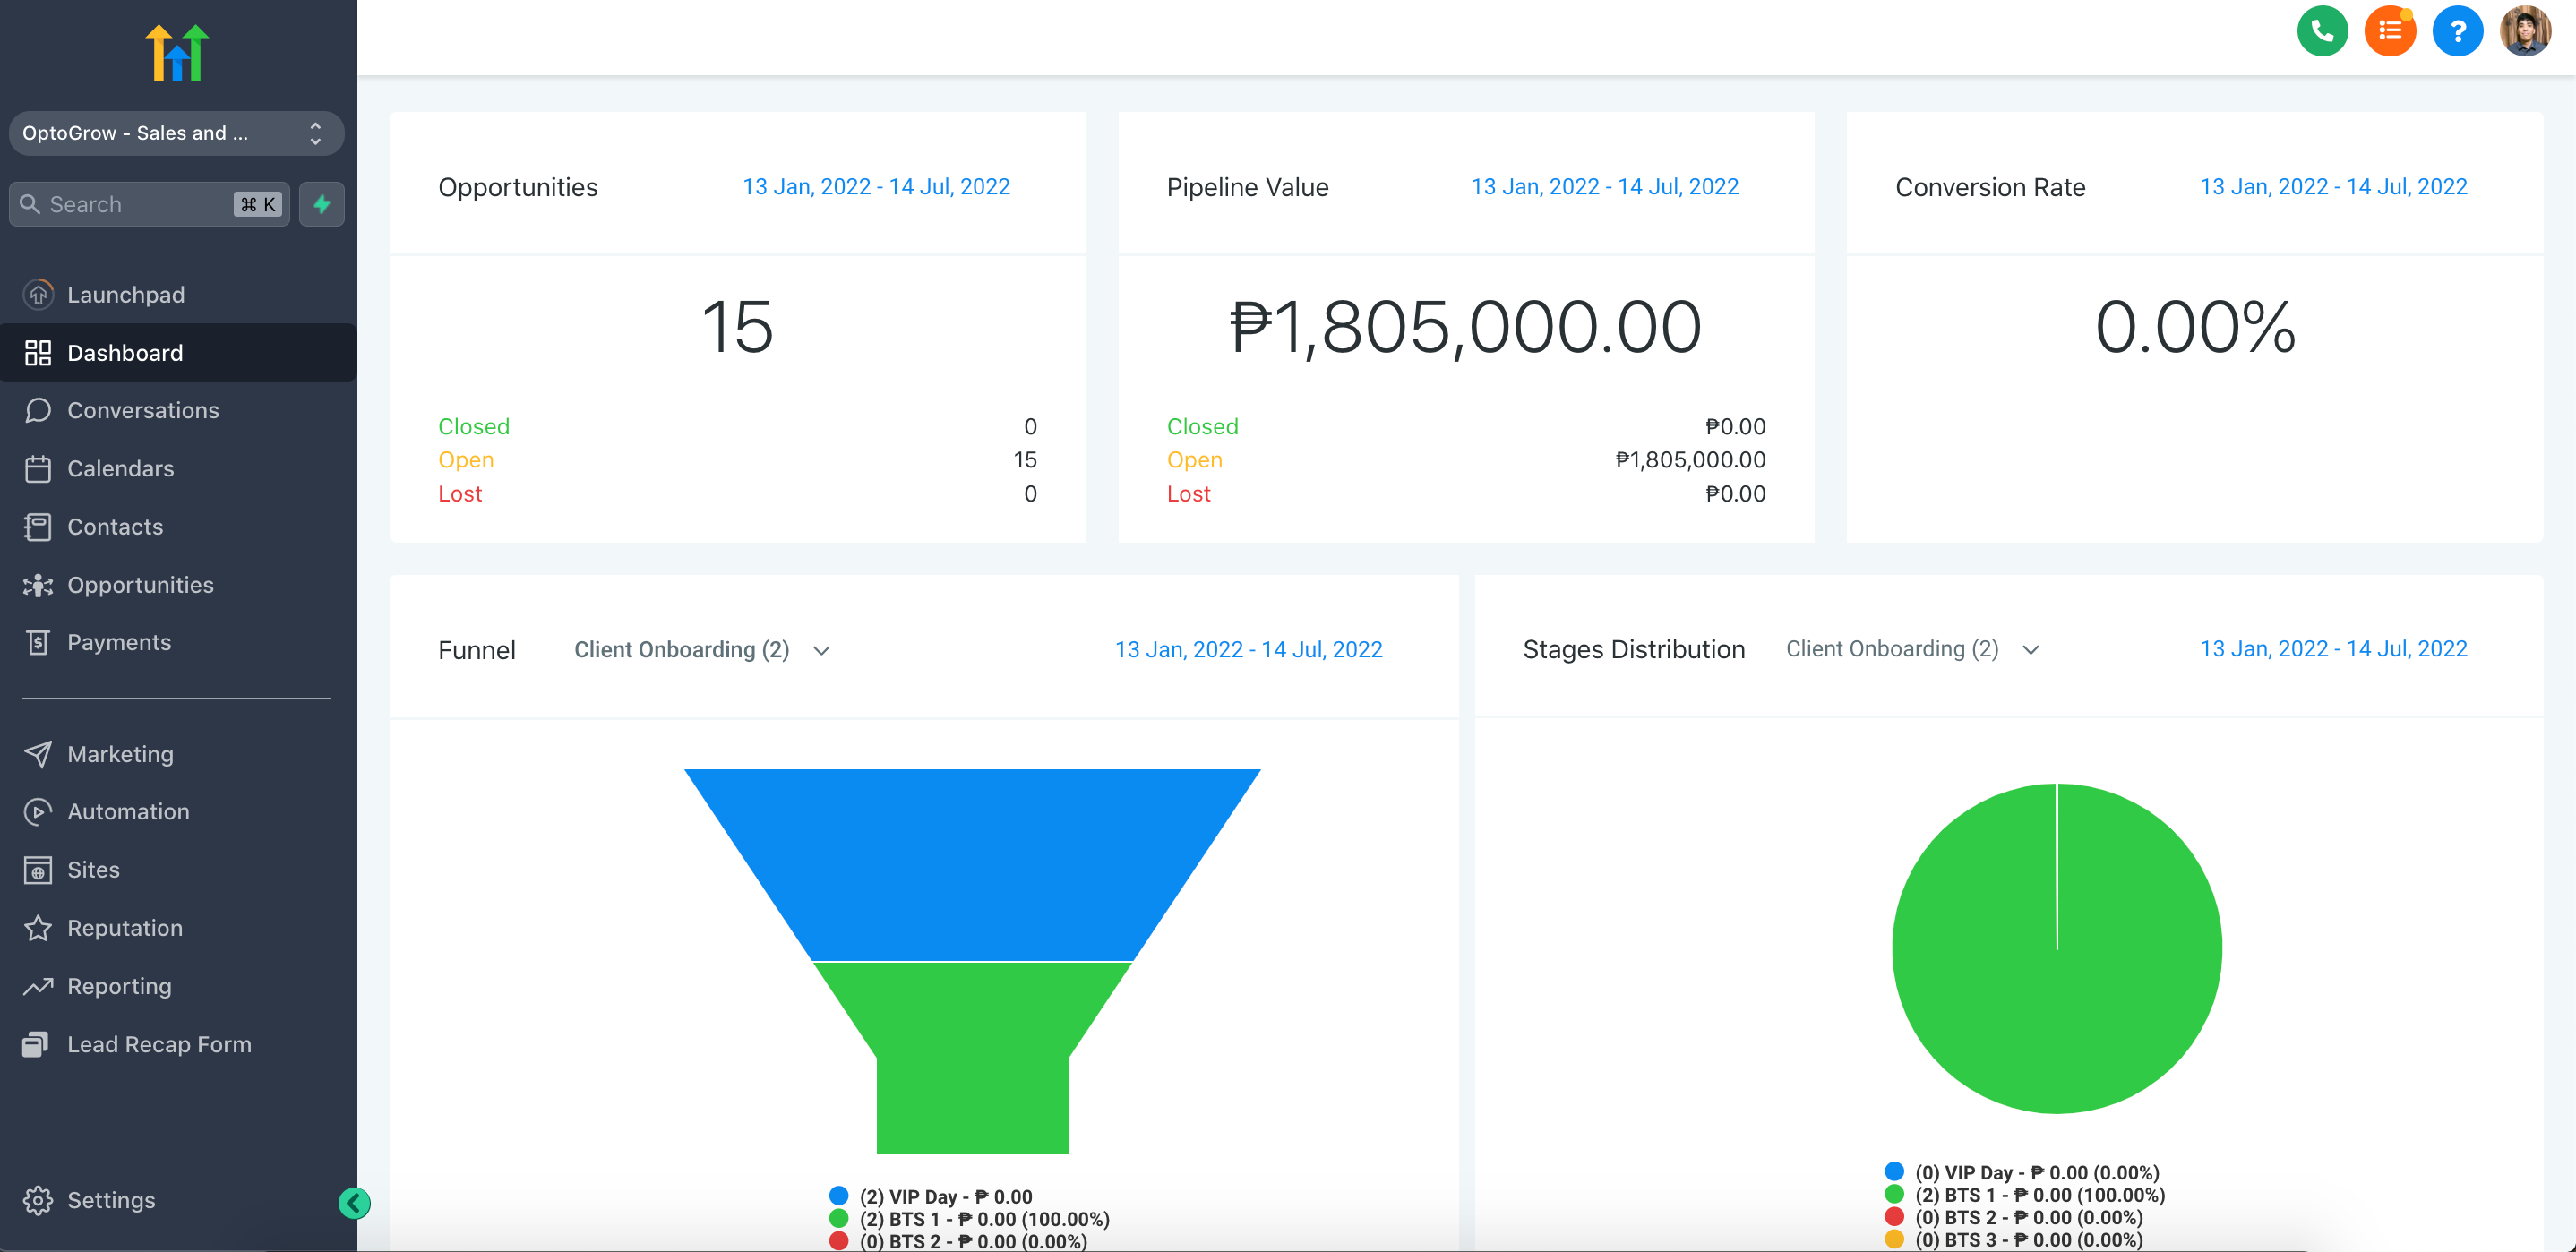 OptoGrow - Sales and ...
Search
⌘ K
Launchpad
Dashboard
Conversations
Calendars
Contacts
Opportunities
Payments
Marketing
Automation
Sites
Reputation
Reporting
Lead Recap Form
Settings
Opportunities 13 Jan, 2022 - 14 Jul, 2022
15
Closed 0
Open 15
Lost 0
Pipeline Value 13 Jan, 2022 - 14 Jul, 2022
₱1,805,000.00
Closed ₱0.00
Open ₱1,805,000.00
Lost ₱0.00
Conversion Rate 13 Jan, 2022 - 14 Jul, 2022
0.00%
Funnel Client Onboarding (2) 13 Jan, 2022 - 14 Jul, 2022
(2) VIP Day - ₱ 0.00
(2) BTS 1 - ₱ 0.00 (100.00%)
(0) BTS 2 - ₱ 0.00 (0.00%)
Stages Distribution Client Onboarding (2) 13 Jan, 2022 - 14 Jul, 2022
(0) VIP Day - ₱ 0.00 (0.00%)
(2) BTS 1 - ₱ 0.00 (100.00%)
(0) BTS 2 - ₱ 0.00 (0.00%)
(0) BTS 3 - ₱ 0.00 (0.00%)